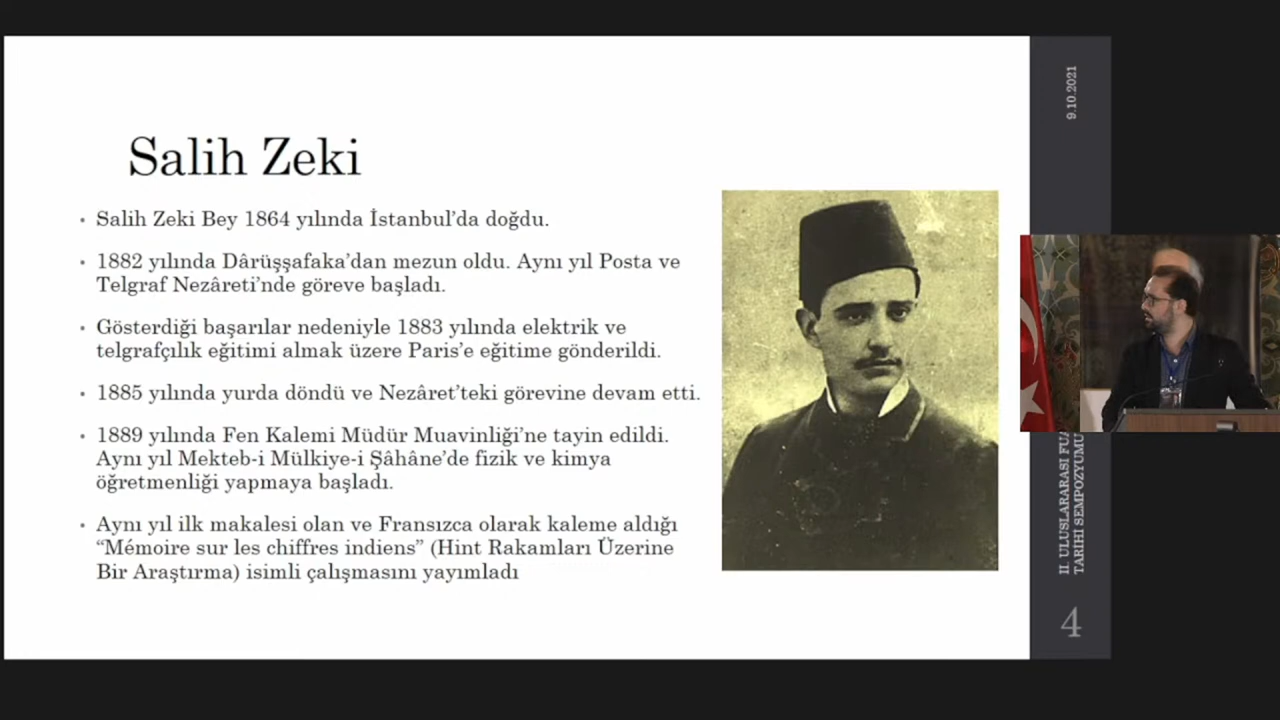 Salih Zeki
Salih Zeki Bey 1864 yılında İstanbul’da doğdu.
1882 yılında Dârüşşafaka’dan mezun oldu. Aynı yıl Posta ve
Telgraf Nezâreti’nde göreve başladı.
Gösterdiği başarılar nedeniyle 1883 yılında elektrik ve
telgrafçılık eğitimi almak üzere Paris’e eğitime gönderildi.
1885 yılında yurda döndü ve Nezâret’teki görevine devam etti.
1889 yılında Fen Kalemi Müdür Muavinliği’ne tayin edildi.
Aynı yıl Mekteb-i Mülkiye-i Şâhâne’de fizik ve kimya
öğretmenliği yapmaya başladı.
Aynı yıl ilk makalesi olan ve Fransızca olarak kaleme aldığı
“Mémoire sur les chiffres indiens” (Hint Rakamları Üzerine
Bir Araştırma) isimli çalışmasını yayımladı
9.10.2021
II. ULUSLARARASI
TARİHİ SEMPOZYUMU
4